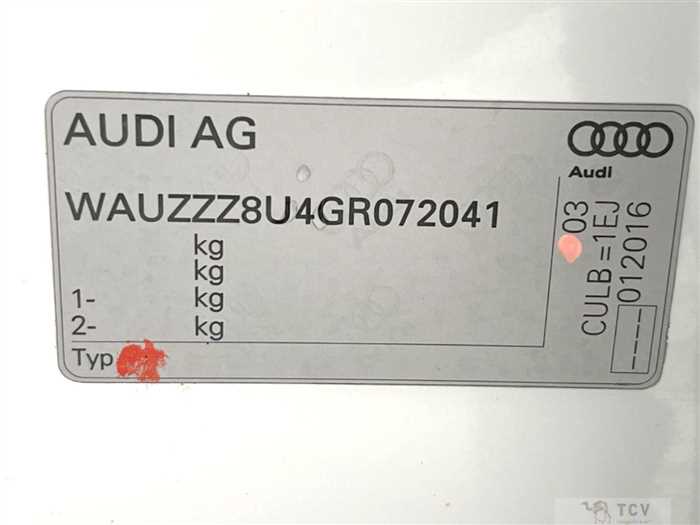 AUDI AG
Audi
WAUZZZ8U4GR072041
kg
kg
1- kg
2- kg
Typ
03
CULB =1EJ
-----012016
TCV